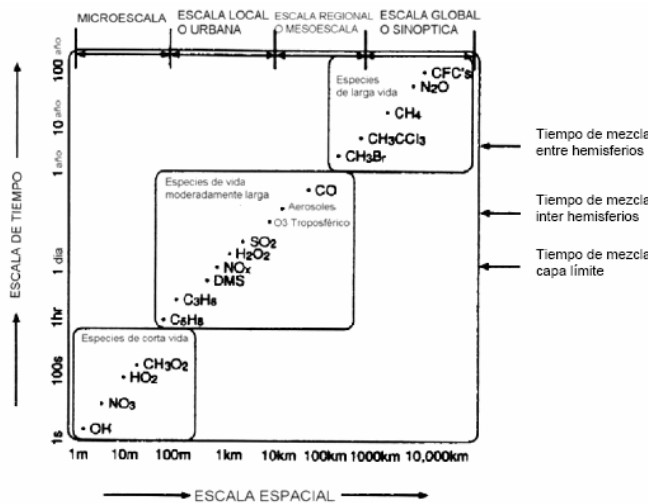 MICROESCALA
ESCALA LOCAL
O URBANA
ESCALA REGIONAL
O MESOESCALA
ESCALA GLOBAL
O SINOPTICA
ESCALA DE TIEMPO
100 año
10 año
1 año
1 dia
1hr
100s
1s
Especies
de larga vida
CFC's
N2O
CH4
CH3CCl3
CH3Br
Especies de vida
moderadamente larga
CO
Aerosoles
O3 Troposférico
SO2
H2O2
NOx
DMS
C3H8
C5H8
Especies de corta vida
CH3O2
HO2
NO3
OH
Tiempo de mezcla
entre hemisferios
Tiempo de mezcla
inter hemisferios
Tiempo de mezcla
capa límite
1m
10m
100m
1km
10km
100km
1000km
10,000km
ESCALA ESPACIAL